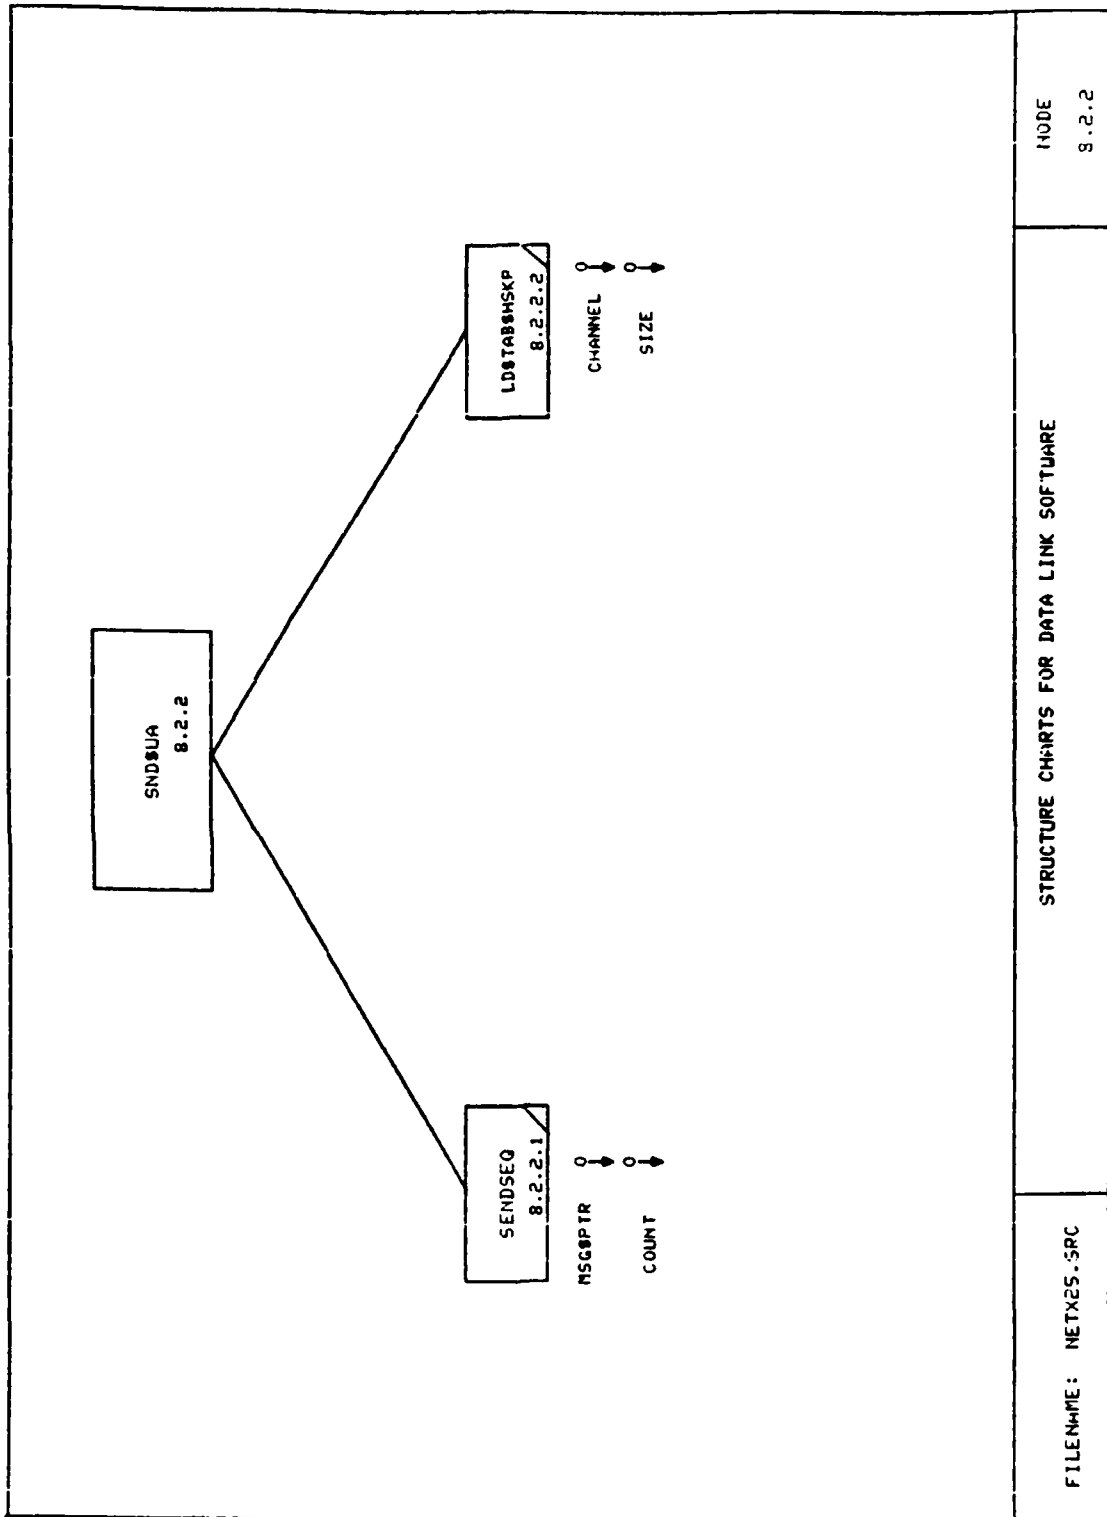 SND$UA
8.2.2
SENDSEQ
8.2.2.1
MSG$PTR
COUNT
LD$TAB$HSKP
8.2.2.2
CHANNEL
SIZE
FILENAME: NETX25.SRC
STRUCTURE CHARTS FOR DATA LINK SOFTWARE
NODE
8.2.2